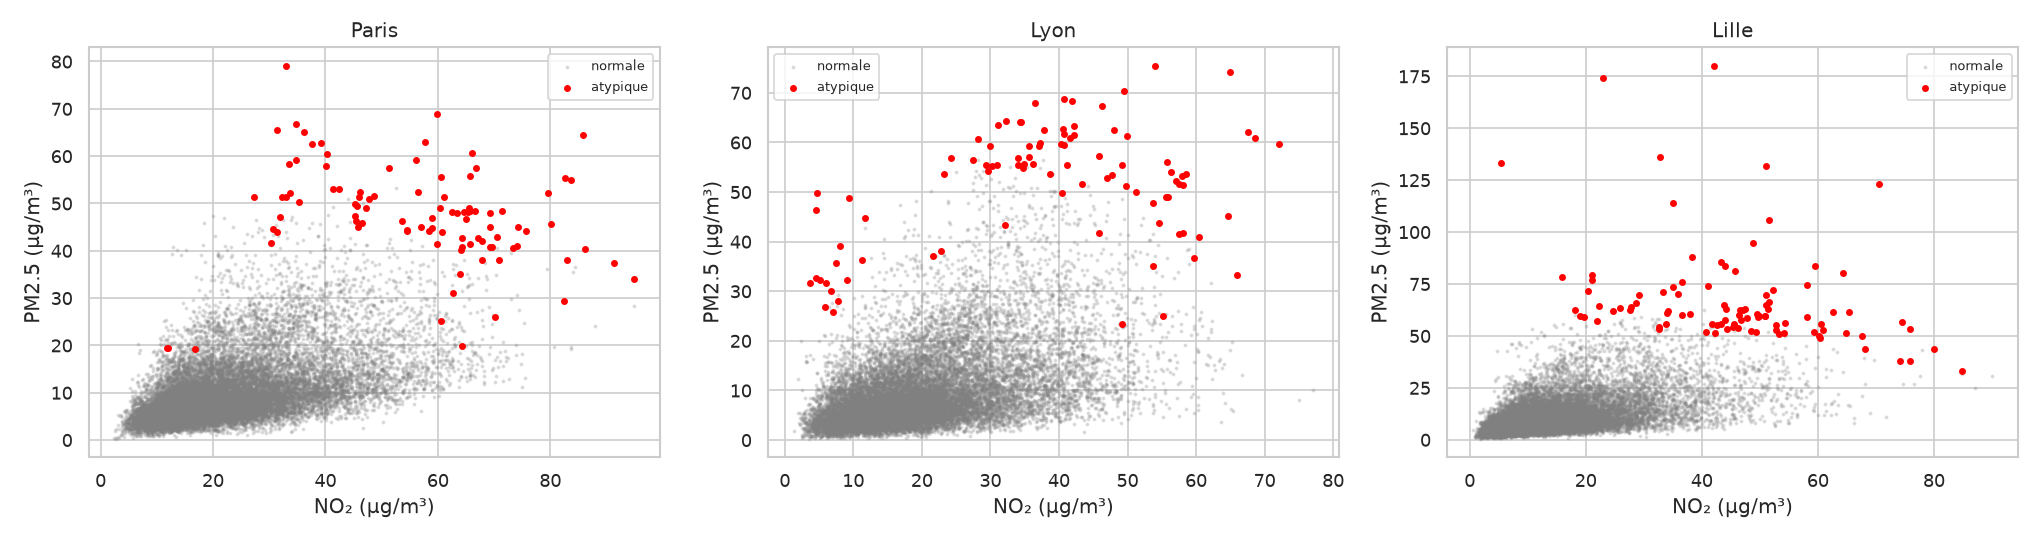 Paris
80
70
60
50
40
30
20
10
0
PM2.5 (µg/m³)
0 20 40 60 80
NO₂ (µg/m³)
normale
atypique
Lyon
70
60
50
40
30
20
10
0
PM2.5 (µg/m³)
0 10 20 30 40 50 60 70 80
NO₂ (µg/m³)
normale
atypique
Lille
175
150
125
100
75
50
25
0
PM2.5 (µg/m³)
0 20 40 60 80
NO₂ (µg/m³)
normale
atypique